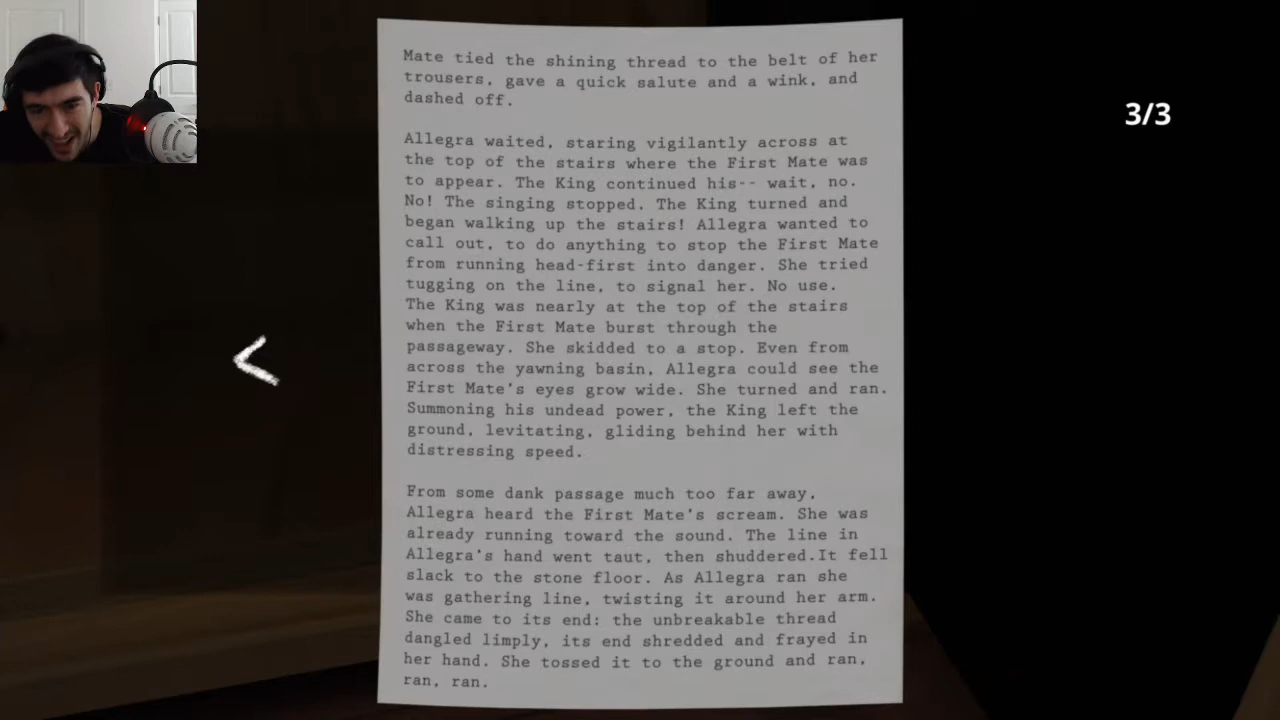 Mate tied the shining thread to the belt of her
trousers, gave a quick salute and a wink, and
dashed off.
Allegra waited, staring vigilantly across at
the top of the stairs where the First Mate was
to appear. The King continued his-- wait, no.
No! The singing stopped. The King turned and
began walking up the stairs! Allegra wanted to
call out, to do anything to stop the First Mate
from running head-first into danger. She tried
tugging on the line, to signal her. No use.
The King was nearly at the top of the stairs
when the First Mate burst through the
passageway. She skidded to a stop. Even from
across the yawning basin, Allegra could see the
First Mate's eyes grow wide. She turned and ran.
Summoning his undead power, the King left the
ground, levitating, gliding behind her with
distressing speed.
From some dank passage much too far away,
Allegra heard the First Mate's scream. She was
already running toward the sound. The line in
Allegra's hand went taut, then shuddered.It fell
slack to the stone floor. As Allegra ran she
was gathering line, twisting it around her arm.
She came to its end: the unbreakable thread
dangled limply, its end shredded and frayed in
her hand. She tossed it to the ground and ran,
ran, ran.
3/3